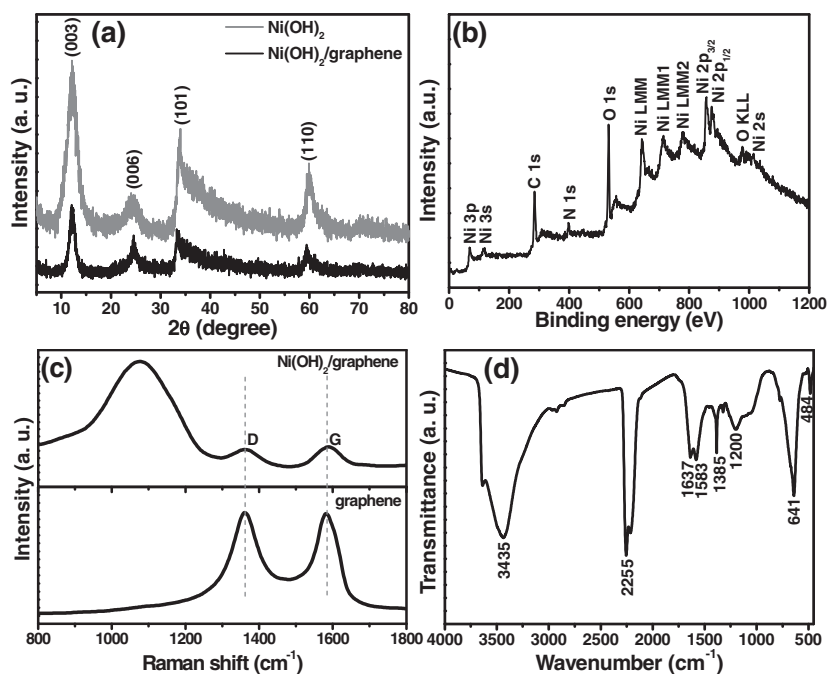 (a)
Ni(OH)₂
Ni(OH)₂/graphene
(003)
(006)
(101)
(110)
Intensity (a. u.)
10 20 30 40 50 60 70 80
2θ (degree)
(b)
Ni 3p
Ni 3s
C 1s
N 1s
O 1s
Ni LMM
Ni LMM1
Ni LMM2
Ni 2p₃/₂
Ni 2p₁/₂
O KLL
Ni 2s
Intensity (a.u.)
0 200 400 600 800 1000 1200
Binding energy (eV)
(c)
Ni(OH)₂/graphene
D
G
graphene
Intensity (a. u.)
800 1000 1200 1400 1600 1800
Raman shift (cm⁻¹)
(d)
3435
2255
1637
1583
1385
1200
641
484
Transmittance (a. u.)
4000 3500 3000 2500 2000 1500 1000 500
Wavenumber (cm⁻¹)